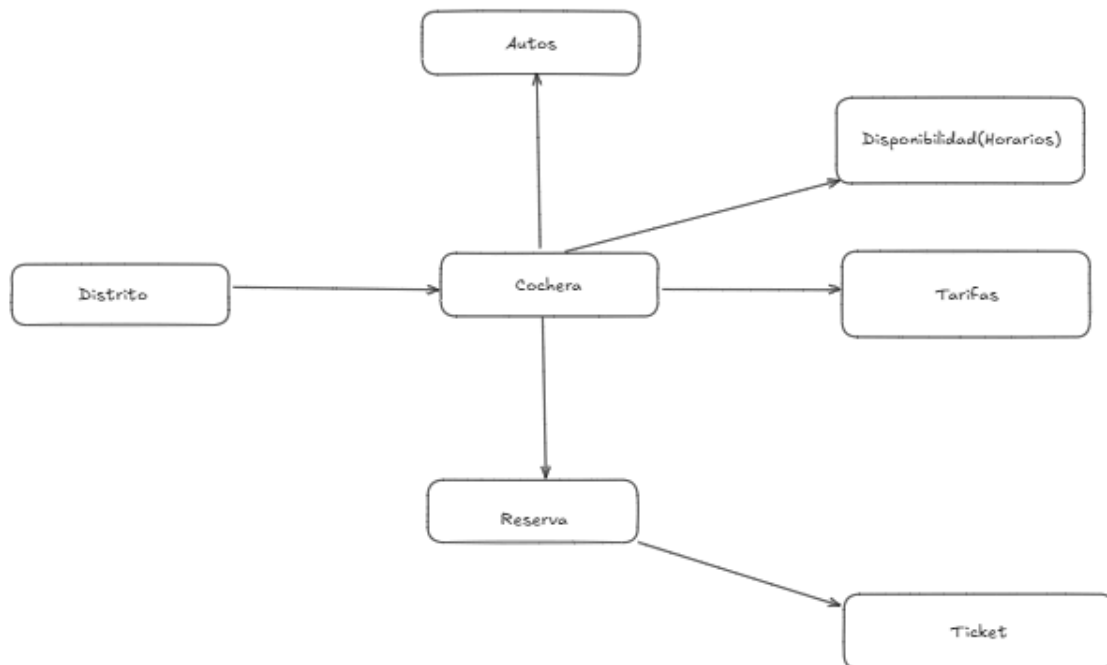 Autos
Disponibilidad(Horarios)
Distrito
Cochera
Tarifas
Reserva
Ticket